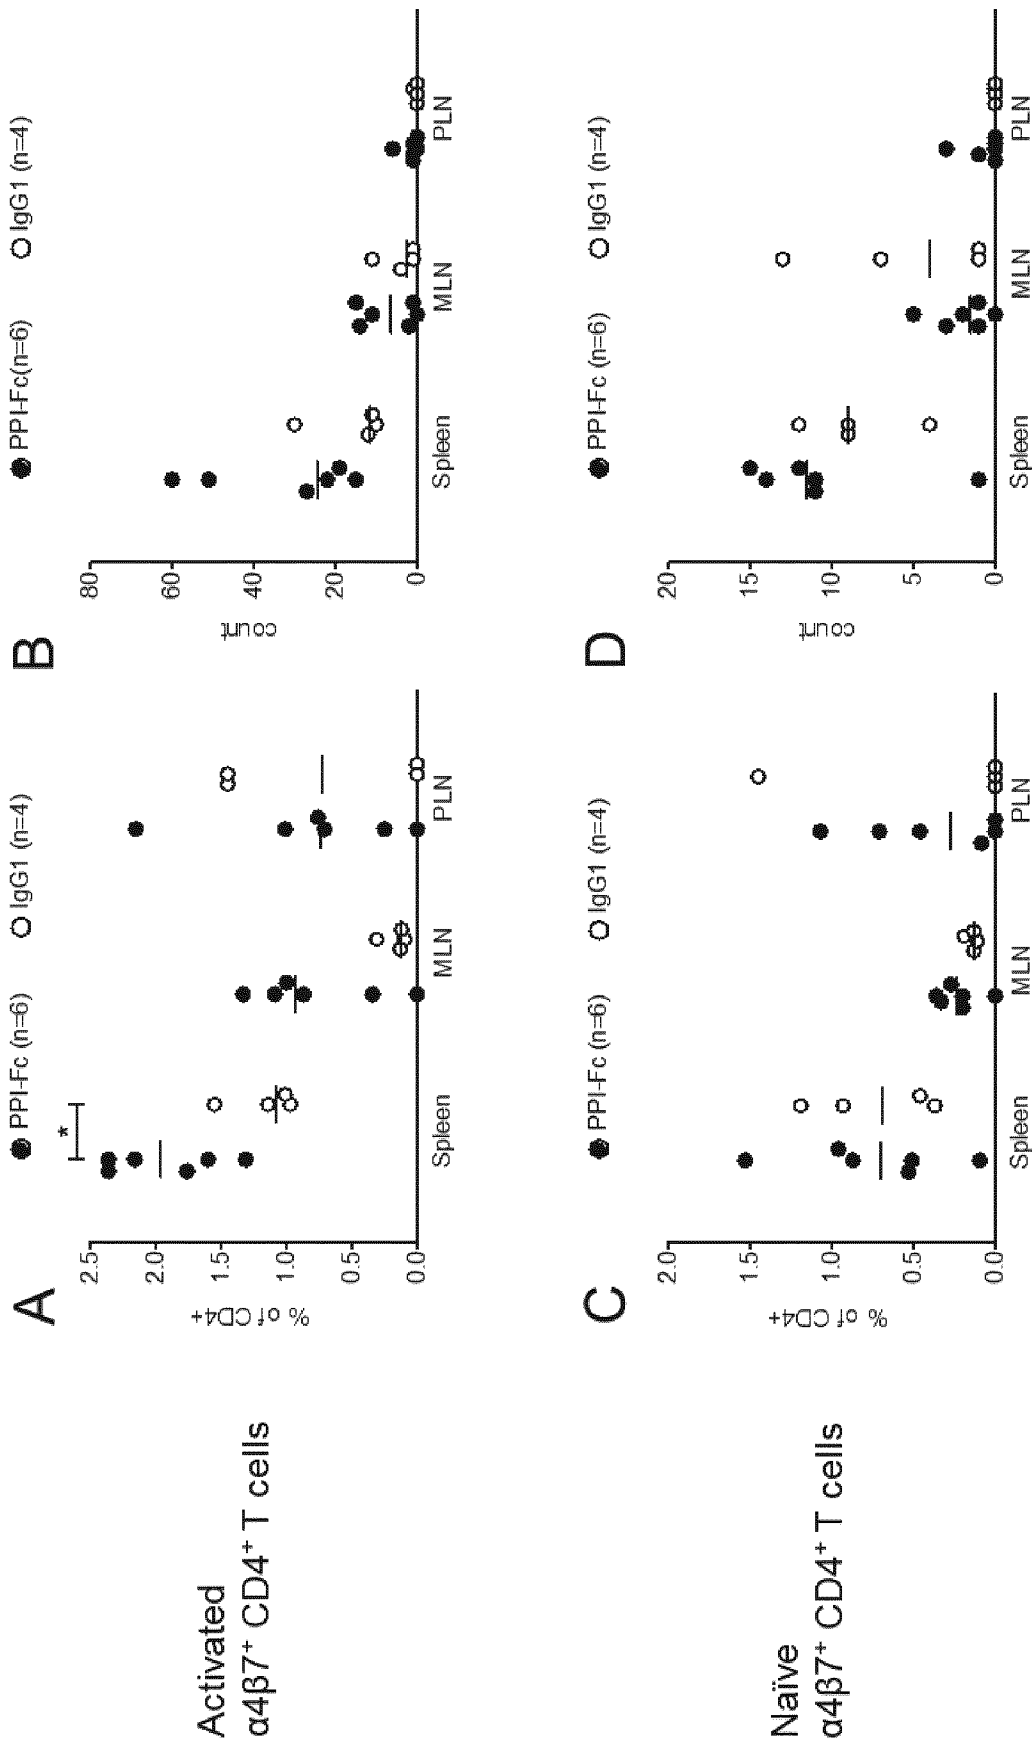 Activated
α4β7⁺ CD4⁺ T cells
A
PPI-Fc (n=6)
IgG1 (n=4)
% of CD4+
2.5
2.0
1.5
1.0
0.5
0.0
*
Spleen
MLN
PLN
B
PPI-Fc(n=6)
IgG1 (n=4)
count
80
60
40
20
0
Spleen
MLN
PLN
Naïve
α4β7⁺ CD4⁺ T cells
C
PPI-Fc (n=6)
IgG1 (n=4)
% of CD4+
2.0
1.5
1.0
0.5
0.0
Spleen
MLN
PLN
D
PPI-Fc (n=6)
IgG1 (n=4)
count
20
15
10
5
0
Spleen
MLN
PLN